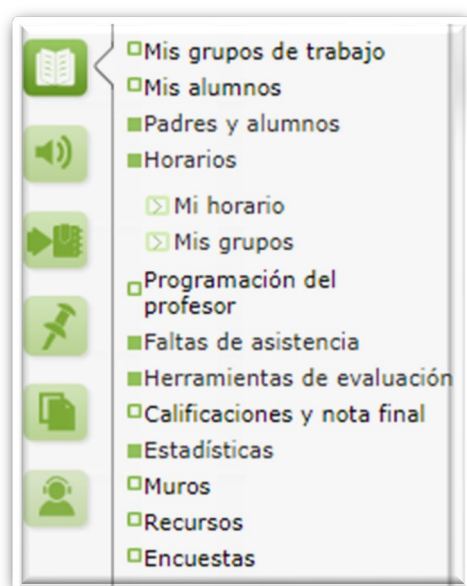 Mis grupos de trabajo
Mis alumnos
Padres y alumnos
Horarios
Mi horario
Mis grupos
Programación del
profesor
Faltas de asistencia
Herramientas de evaluación
Calificaciones y nota final
Estadísticas
Muros
Recursos
Encuestas